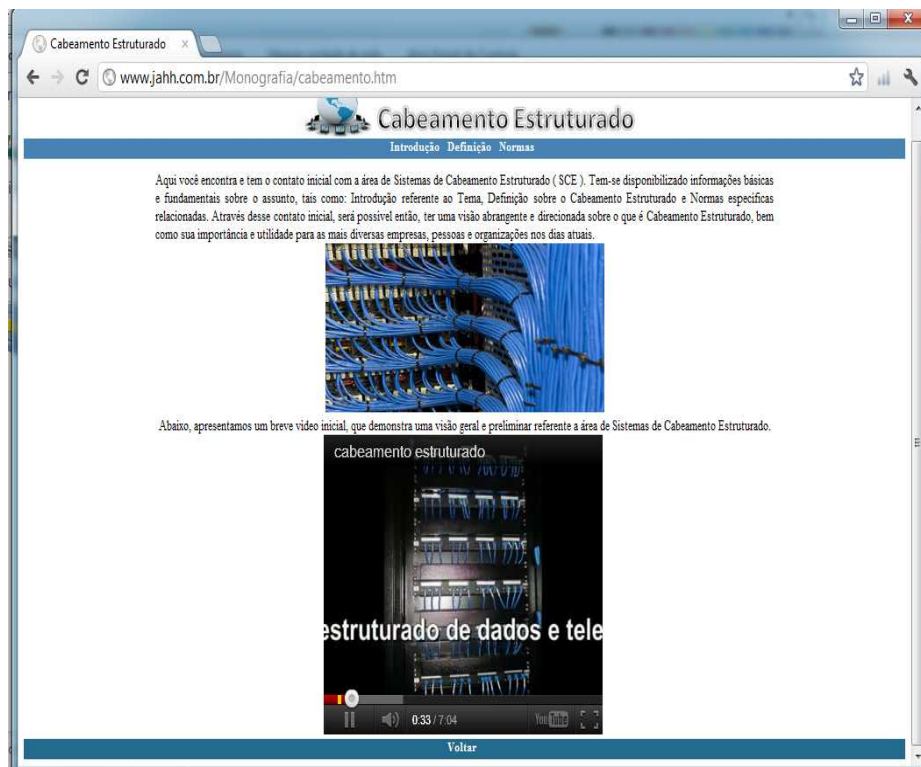 Cabeamento Estruturado
www.jahh.com.br/Monografia/cabeamento.htm
Cabeamento Estruturado
Introdução Definição Normas
Aqui você encontra e tem o contato inicial com a área de Sistemas de Cabeamento Estruturado ( SCE ). Tem-se disponibilizado informações básicas
e fundamentais sobre o assunto, tais como: Introdução referente ao Tema, Definição sobre o Cabeamento Estruturado e Normas especificas
relacionadas. Através desse contato inicial, será possivel então, ter uma visão abrangente e direcionada sobre o que é Cabeamento Estruturado, bem
como sua importância e utilidade para as mais diversas empresas, pessoas e organizações nos dias atuais.
Abaixo, apresentamos um breve video inicial, que demonstra uma visão geral e preliminar referente a área de Sistemas de Cabeamento Estruturado.
cabeamento estruturado
estruturado de dados e tele
0:33 / 7:04 YouTube
Voltar